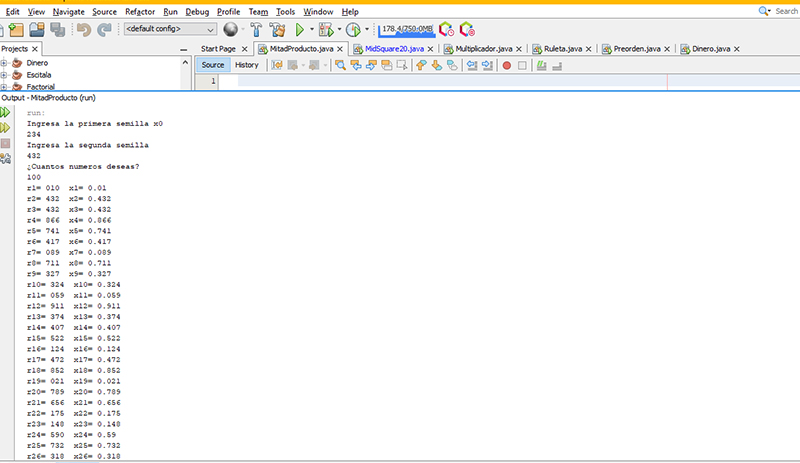 Edit View Navigate Source Refactor Run Debug Profile Team Tools Window Help Search
<default config> 178.4/750.0MB
Projects Start Page MitadProducto.java MidSquare20.java Multiplicador.java Ruleta.java Preorden.java Dinero.java
Dinero Source History
Escitala
Factorial 1
Output - MitadProducto (run)
run:
Ingresa la primera semilla x0
234
Ingresa la segunda semilla
432
¿Cuantos numeros deseas?
100
r1= 010 x1= 0.01
r2= 432 x2= 0.432
r3= 432 x3= 0.432
r4= 866 x4= 0.866
r5= 741 x5= 0.741
r6= 417 x6= 0.417
r7= 089 x7= 0.089
r8= 711 x8= 0.711
r9= 327 x9= 0.327
r10= 324 x10= 0.324
r11= 059 x11= 0.059
r12= 911 x12= 0.911
r13= 374 x13= 0.374
r14= 407 x14= 0.407
r15= 522 x15= 0.522
r16= 124 x16= 0.124
r17= 472 x17= 0.472
r18= 852 x18= 0.852
r19= 021 x19= 0.021
r20= 789 x20= 0.789
r21= 656 x21= 0.656
r22= 175 x22= 0.175
r23= 148 x23= 0.148
r24= 590 x24= 0.59
r25= 732 x25= 0.732
r26= 318 x26= 0.318